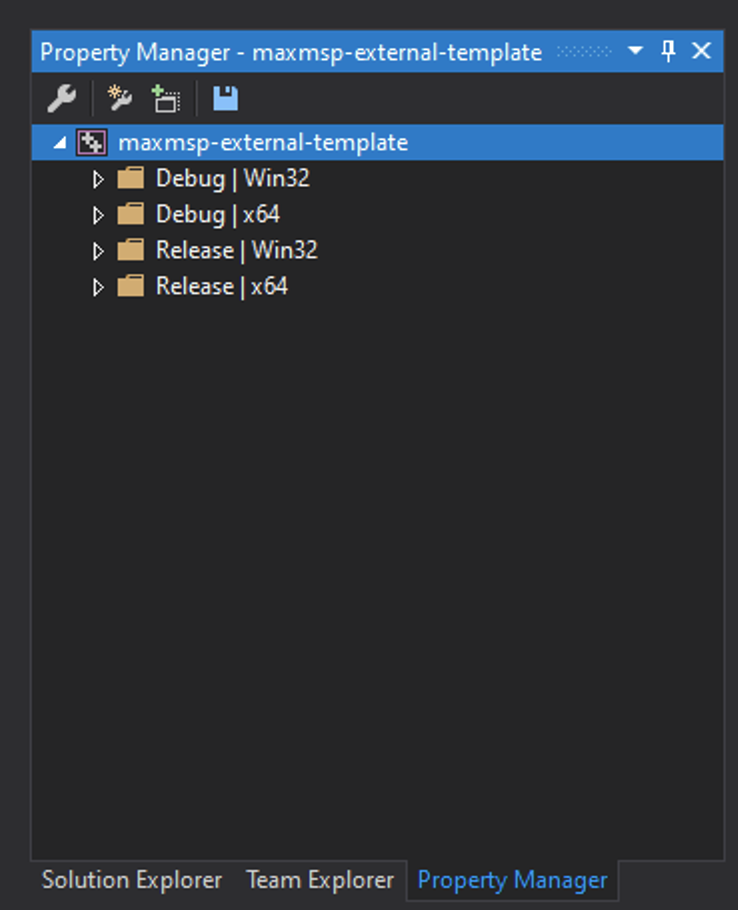 Property Manager - maxmsp-external-template
maxmsp-external-template
Debug | Win32
Debug | x64
Release | Win32
Release | x64
Solution Explorer Team Explorer Property Manager